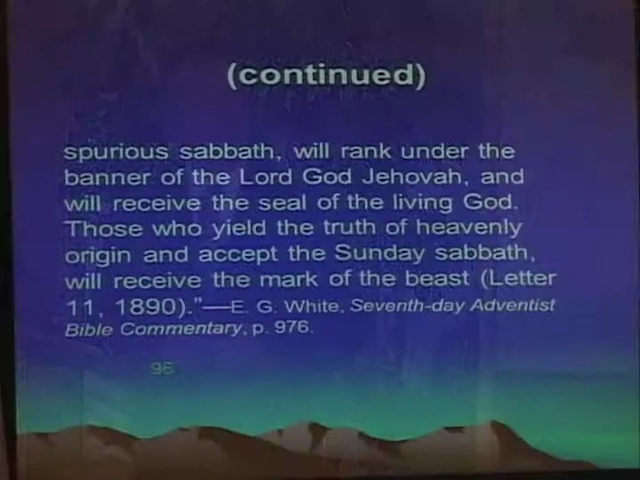 (continued)
spurious sabbath, will rank under the
banner of the Lord God Jehovah, and
will receive the seal of the living God.
Those who yield the truth of heavenly
origin and accept the Sunday sabbath,
will receive the mark of the beast (Letter
11, 1890)."—E. G. White, Seventh-day Adventist
Bible Commentary, p. 976.
96